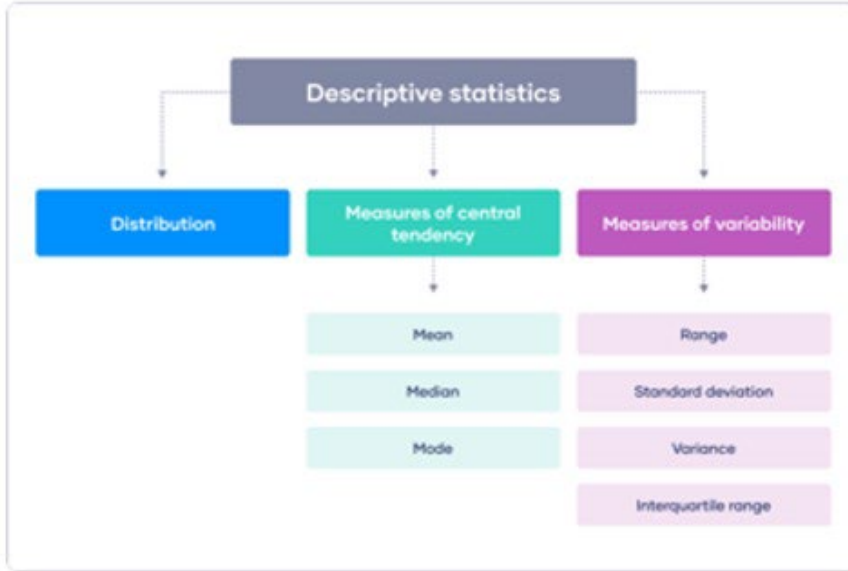 Descriptive statistics
Distribution
Measures of central
tendency
Measures of variability
Mean
Median
Mode
Range
Standard deviation
Variance
Interquartile range